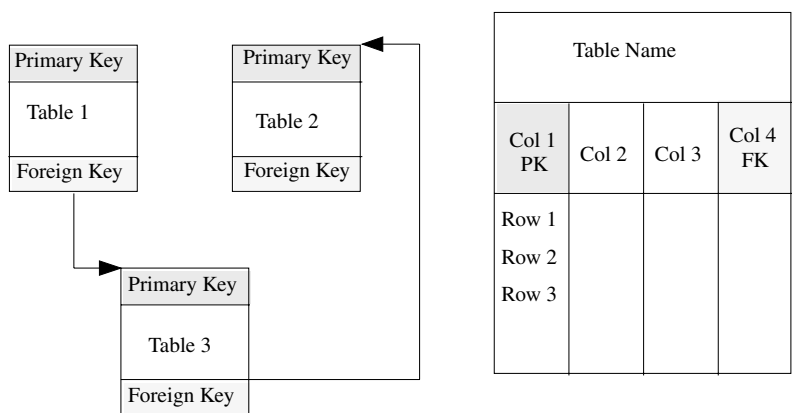 Primary Key
Table 1
Foreign Key
Primary Key
Table 2
Foreign Key
Primary Key
Table 3
Foreign Key
Table Name
Col 1
PK
Col 2
Col 3
Col 4
FK
Row 1
Row 2
Row 3